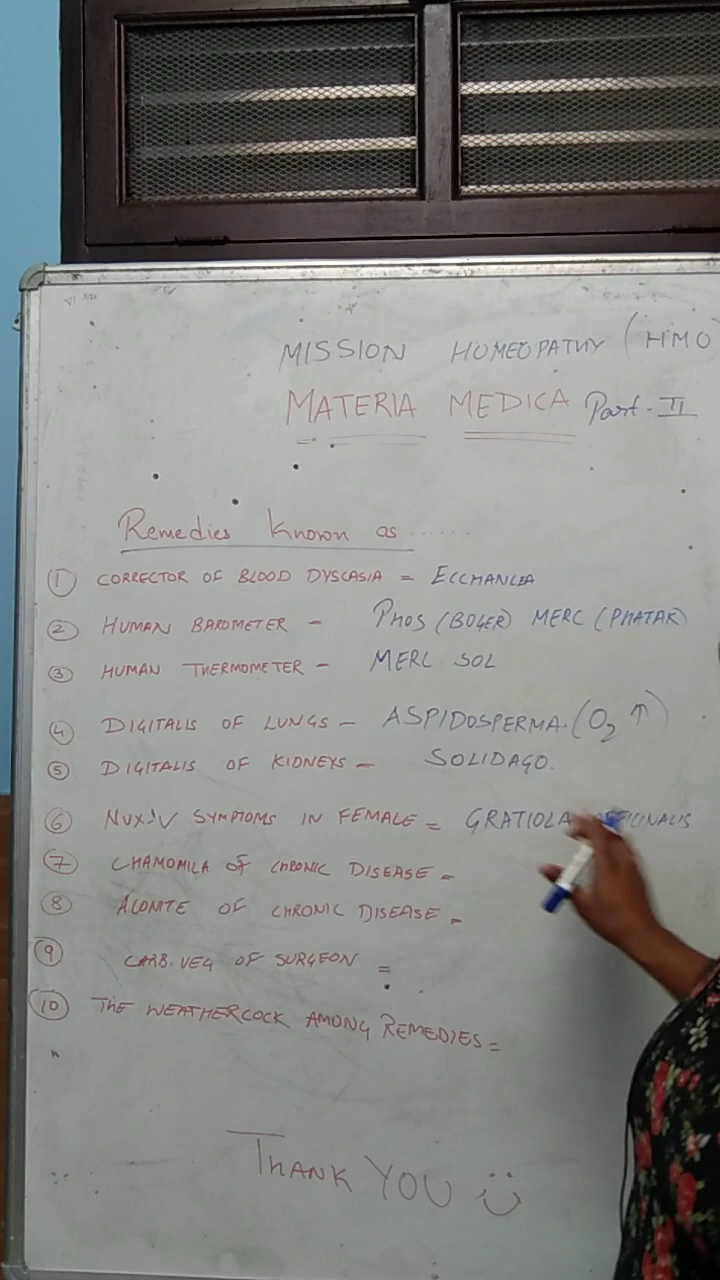 MISSION HOMEOPATHY (HMO
MATERIA MEDICA Part-II
Remedies Known as ......
① CORRECTOR OF BLOOD DYSCASIA = ECCHANCEA
② HUMAN BAROMETER - PHOS (BOGER) MERC (PHATAK)
③ HUMAN THERMOMETER - MERC SOL
④. DIGITALIS OF LUNGS - ASPIDOSPERMA. (O₂ ↑)
⑤ DIGITALIS OF KIDNEYS - SOLIDAGO.
⑥ NUX.V SYMPTOMS IN FEMALE = GRATIOLA OFFICINALIS
⑦ CHAMOMILA OF CHRONIC DISEASE =
⑧ ACONITE OF CHRONIC DISEASE =
⑨ CARB.VEG OF SURGEON =
⑩ THE WEATHERCOCK AMONG REMEDIES =
THANK YOU